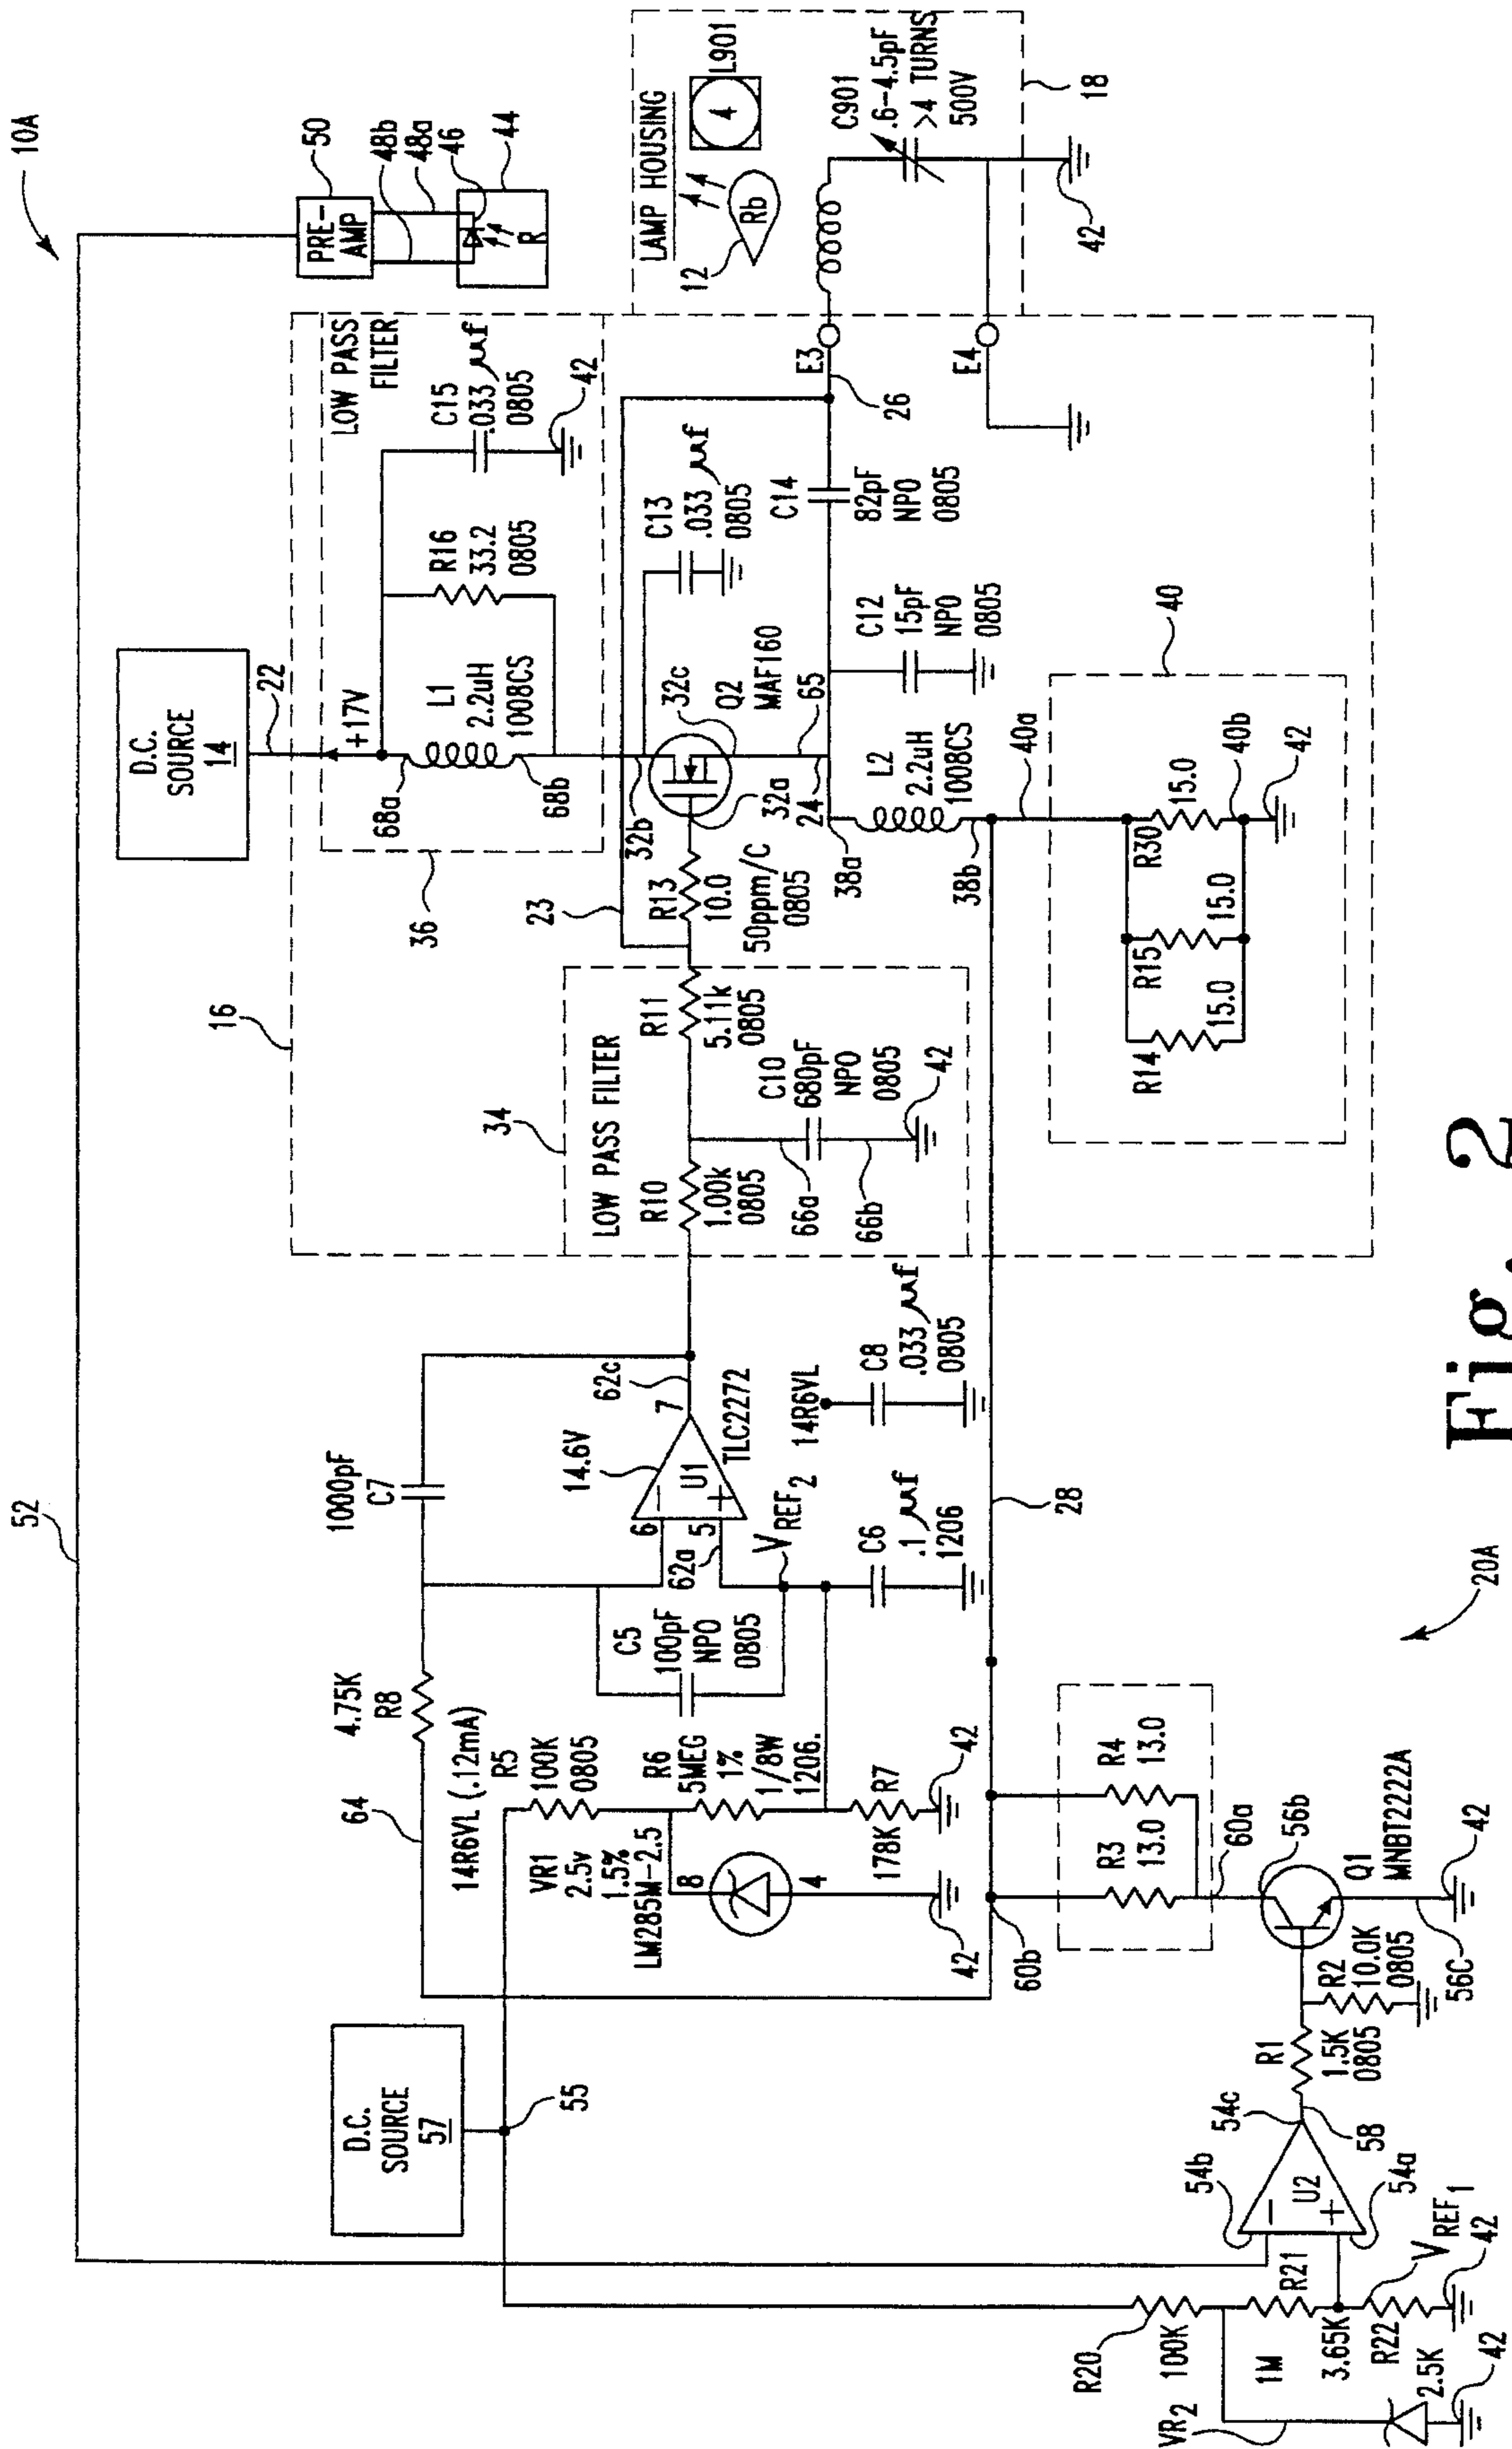 10A
52
PRE-
AMP
50
48b
48a
46
44
R
D.C.
SOURCE
14
22
+17V
16
36
LOW PASS
FILTER
68a
L1
2.2uH
1008CS
68b
R16
33.2
0805
C15
.033 μf
0805
42
LAMP HOUSING
12
Rb
4
L901
C901
.6-4.5pF
>4 TURNS
500V
18
42
E3
26
E4
23
32b
32c
32a
Q2
MAF160
C13
.033 μf
0805
C14
82pF
NPO
0805
C12
15pF
NPO
0805
65
24
38a
L2
2.2uH
1008CS
38b
R13
10.0
50ppm/C
0805
34
LOW PASS FILTER
R10
1.00k
0805
R11
5.11k
0805
C10
680pF
NPO
0805
66a
66b
42
40
40a
40b
R14
15.0
R15
15.0
R30
15.0
42
1000pF
C7
62c
7
14.6V
U1
TLC2272
6
5
62a
VREF2
14R6VL
C8
.033 μf
0805
C6
.1 μf
1206
C5
100pF
NPO
0805
4.75K
R8
64
14R6VL (.12mA)
R5
100K
0805
VR1
2.5v
1.5%
LM285M-2.5
8
4
R6
5MEG
1%
1/8W
1206.
R7
178K
42
42
28
20A
D.C.
SOURCE
57
55
60b
R3
13.0
R4
13.0
60a
56b
Q1
MNBT2222A
56C
42
R2
10.0K
0805
R1
1.5K
0805
54c
58
54b
54a
U2
VREF1
42
R20
100K
R21
1M
3.65K
R22
VR2
2.5K
42
Fig. 2